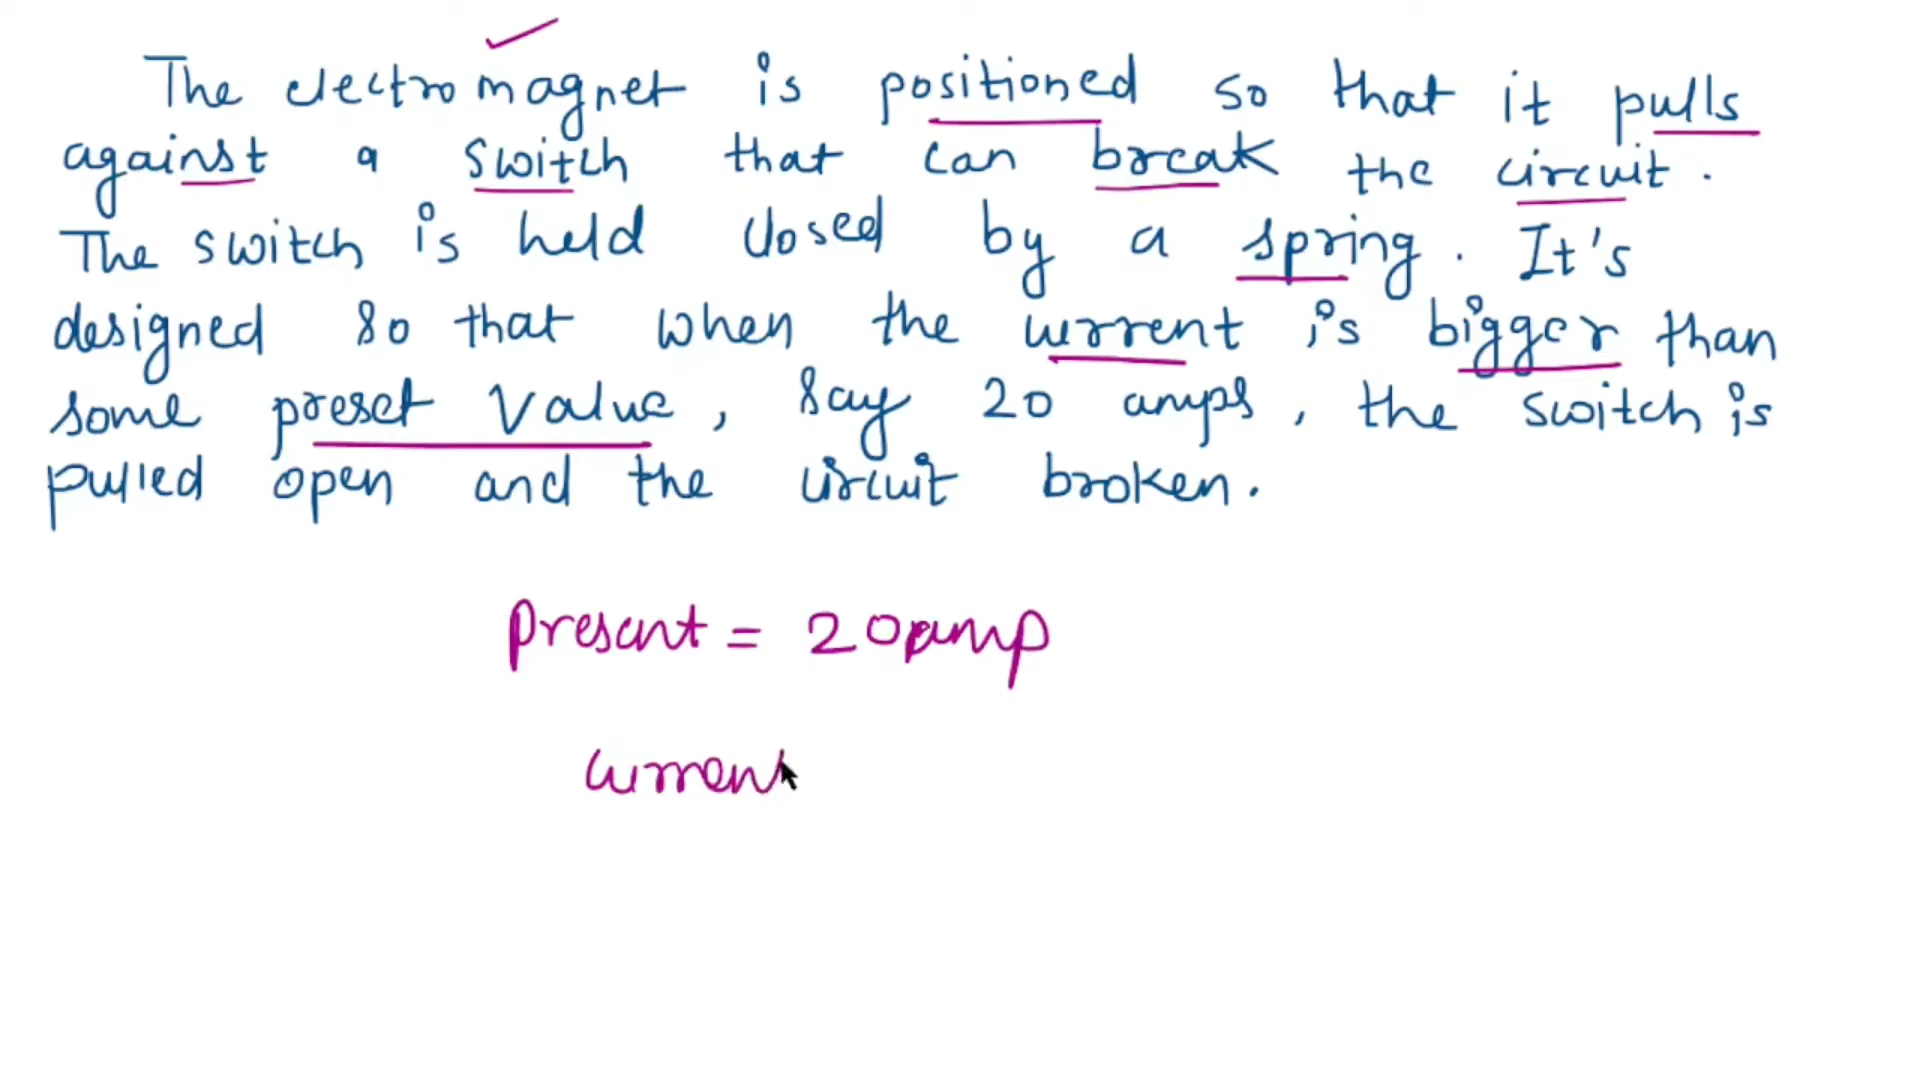 The electromagnet is positioned so that it pulls
against a switch that can break the circuit.
The switch is held closed by a spring. It's
designed so that when the current is bigger than
some preset value, say 20 amps, the switch is
pulled open and the circuit broken.
Present = 20amp
current